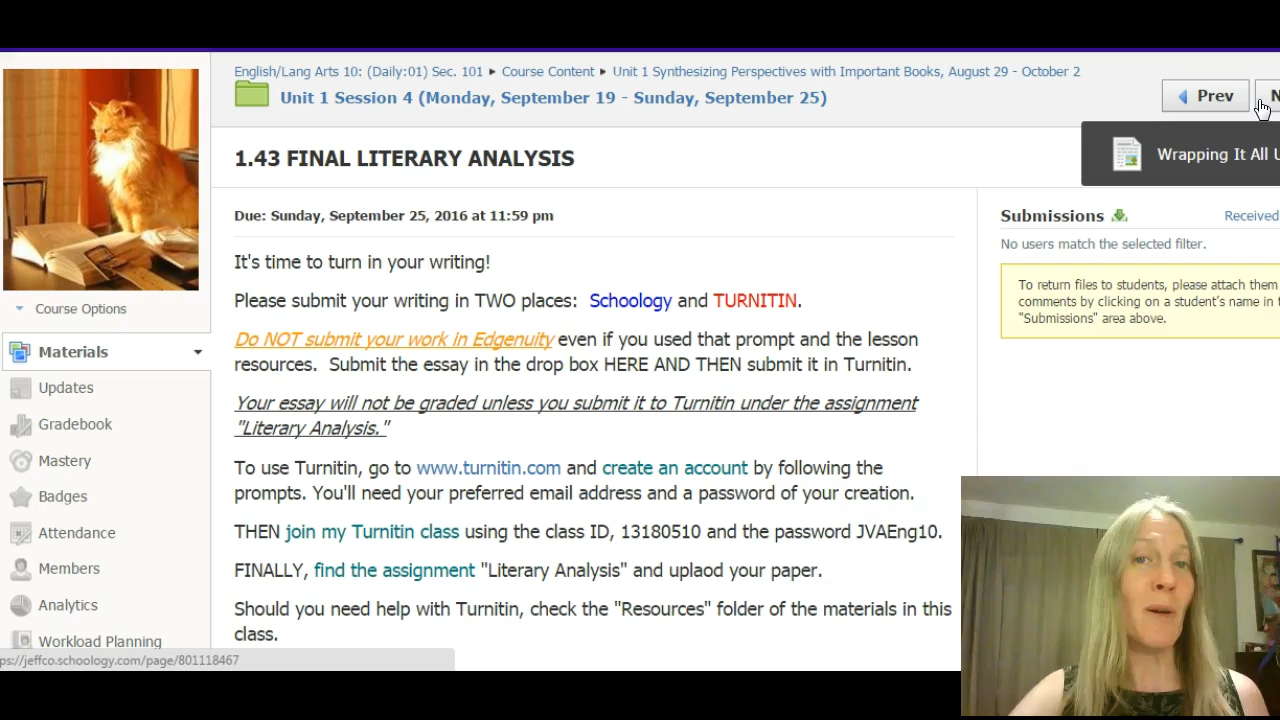 English/Lang Arts 10: (Daily:01) Sec. 101 ▸ Course Content ▸ Unit 1 Synthesizing Perspectives with Important Books, August 29 - October 2
Unit 1 Session 4 (Monday, September 19 - Sunday, September 25)
Prev
N
Wrapping It All U
1.43 FINAL LITERARY ANALYSIS
Due: Sunday, September 25, 2016 at 11:59 pm
It's time to turn in your writing!
Please submit your writing in TWO places: Schoology and TURNITIN.
Do NOT submit your work in Edgenuity even if you used that prompt and the lesson
resources. Submit the essay in the drop box HERE AND THEN submit it in Turnitin.
Your essay will not be graded unless you submit it to Turnitin under the assignment
"Literary Analysis."
To use Turnitin, go to www.turnitin.com and create an account by following the
prompts. You'll need your preferred email address and a password of your creation.
THEN join my Turnitin class using the class ID, 13180510 and the password JVAEng10.
FINALLY, find the assignment "Literary Analysis" and uplaod your paper.
Should you need help with Turnitin, check the "Resources" folder of the materials in this
class.
Submissions
Received
No users match the selected filter.
To return files to students, please attach them
comments by clicking on a student's name in t
"Submissions" area above.
Course Options
Materials
Updates
Gradebook
Mastery
Badges
Attendance
Members
Analytics
Workload Planning
ps://jeffco.schoology.com/page/801118467